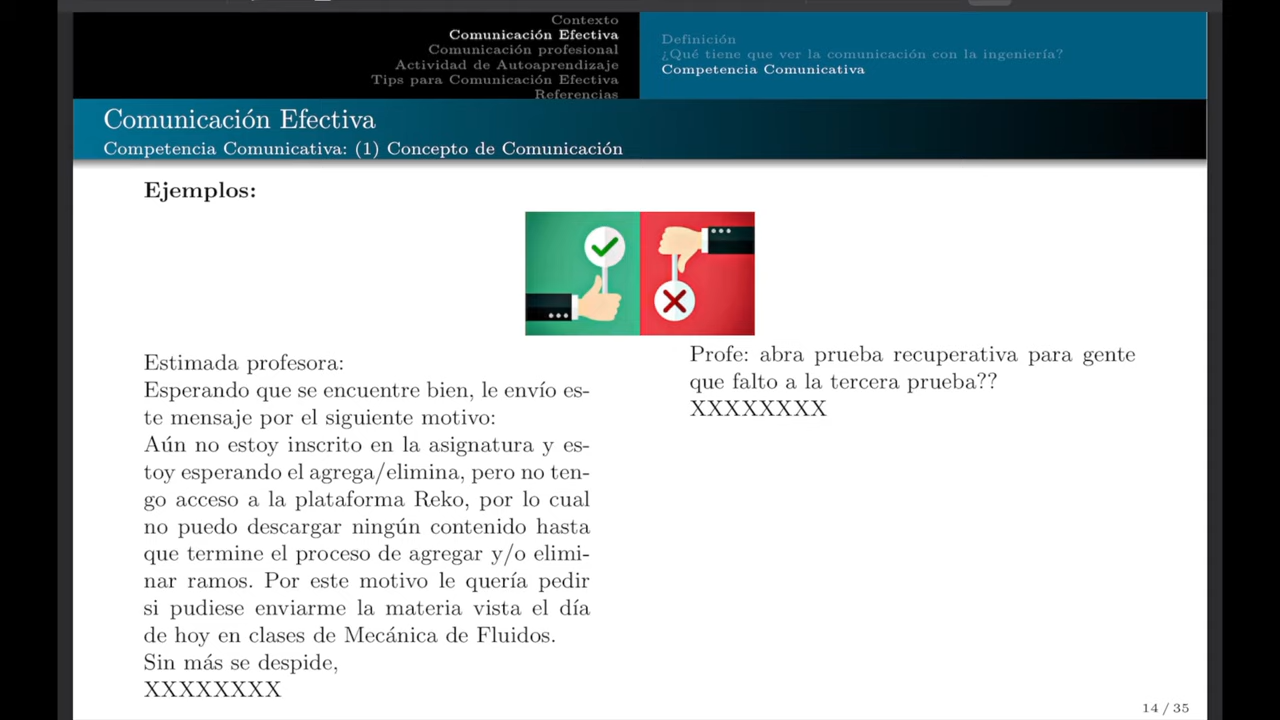 Contexto
Comunicación Efectiva
Comunicación profesional
Actividad de Autoaprendizaje
Tips para Comunicación Efectiva
Referencias
Definición
¿Qué tiene que ver la comunicación con la ingeniería?
Competencia Comunicativa
Comunicación Efectiva
Competencia Comunicativa: (1) Concepto de Comunicación
Ejemplos:
Estimada profesora:
Esperando que se encuentre bien, le envío es-
te mensaje por el siguiente motivo:
Aún no estoy inscrito en la asignatura y es-
toy esperando el agrega/elimina, pero no ten-
go acceso a la plataforma Reko, por lo cual
no puedo descargar ningún contenido hasta
que termine el proceso de agregar y/o elimi-
nar ramos. Por este motivo le quería pedir
si pudiese enviarme la materia vista el día
de hoy en clases de Mecánica de Fluidos.
Sin más se despide,
XXXXXXXX
Profe: abra prueba recuperativa para gente
que falto a la tercera prueba??
XXXXXXXX
14 / 35